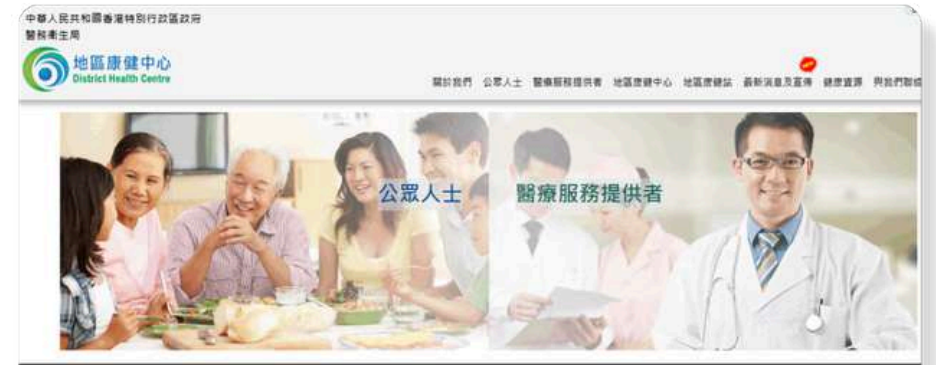 中華人民共和國香港特別行政區政府
醫務衞生局
地區康健中心
District Health Centre
關於我們 公眾人士 醫療服務提供者 地區康健中心 地區康健站 最新消息及宣傳 健康資源 與我們聯絡
公眾人士
醫療服務提供者